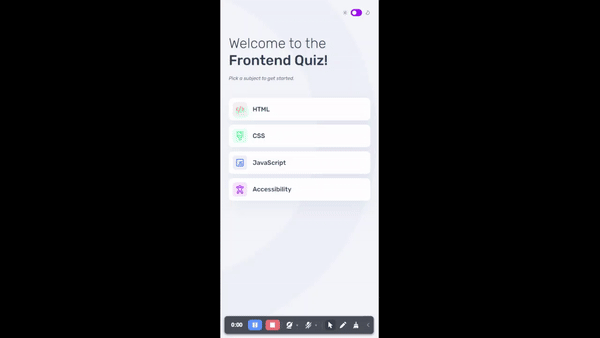 Welcome to the
Frontend Quiz!
Pick a subject to get started.
HTML
CSS
JavaScript
Accessibility
0:00